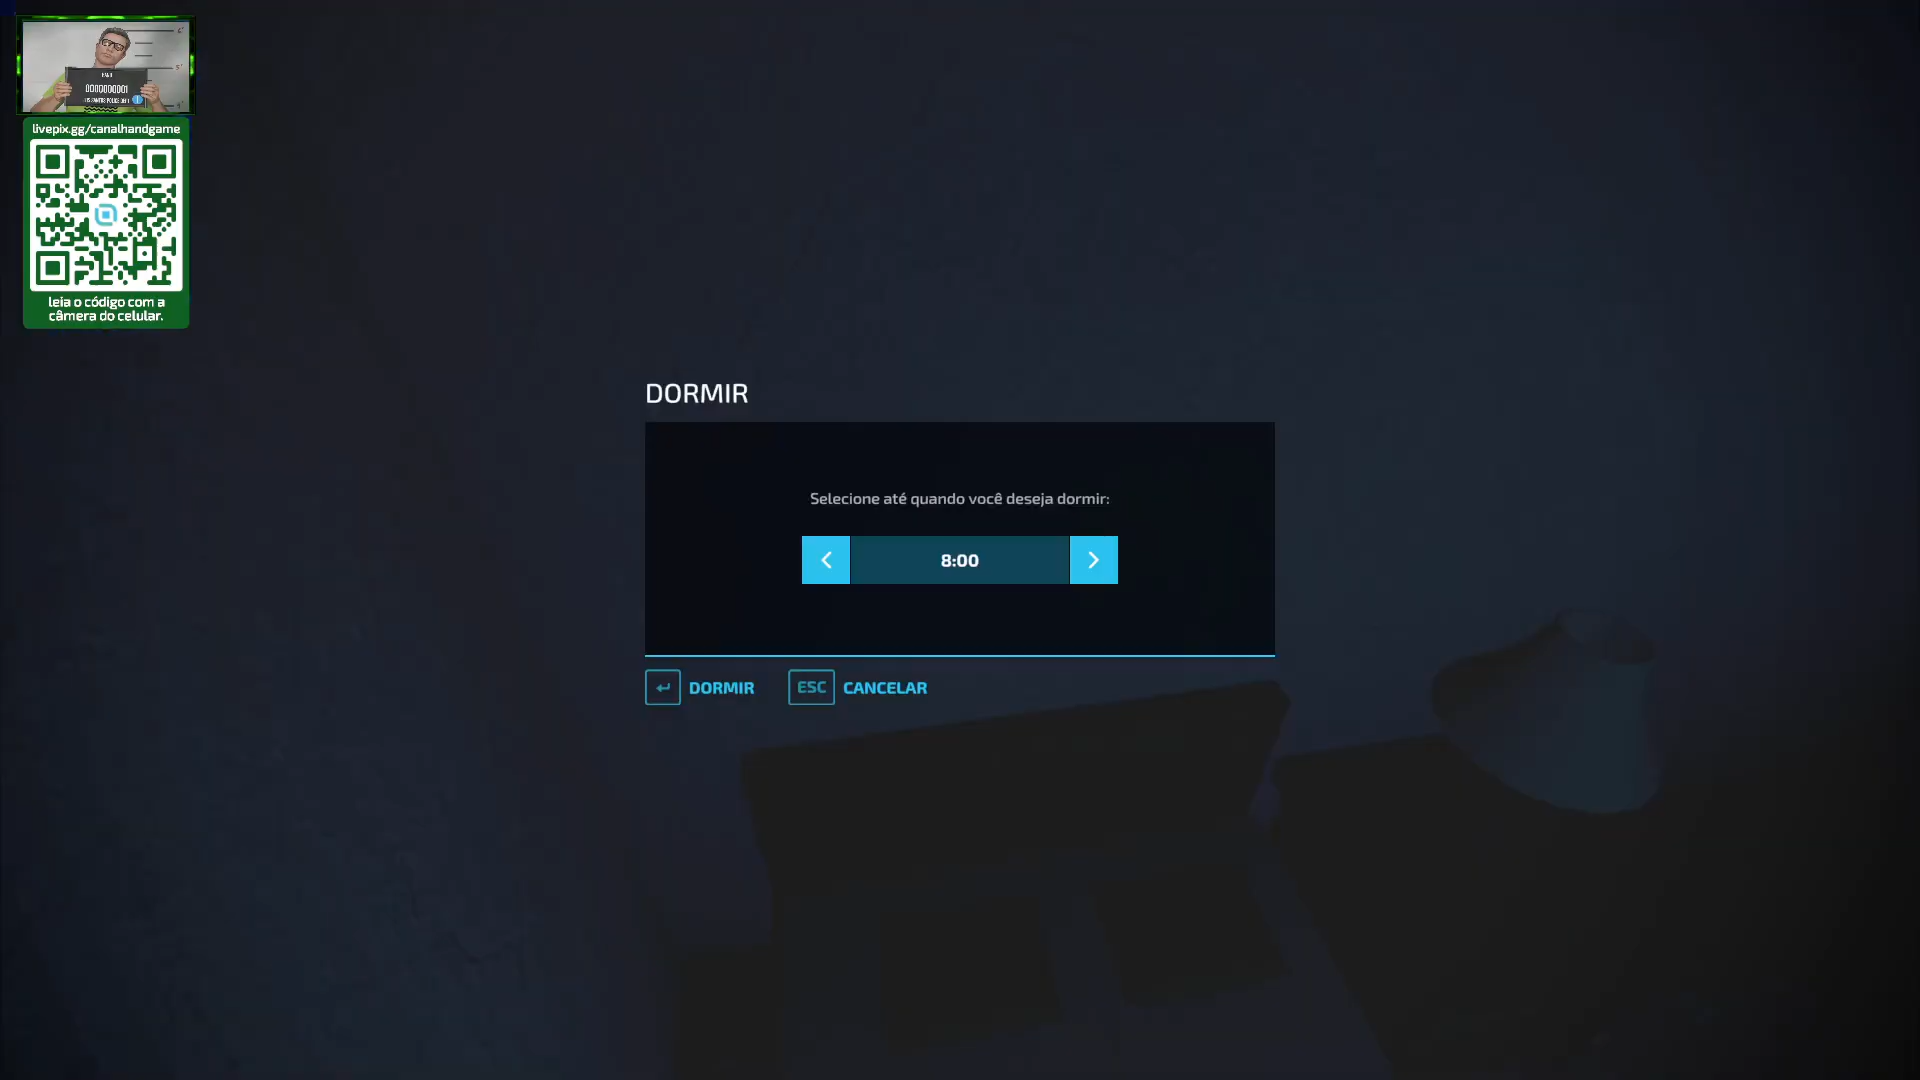 0000000001
livepix.gg/canalhandgame
leia o código com a
câmera do celular.
DORMIR
Selecione até quando você deseja dormir:
8:00
DORMIR
ESC CANCELAR